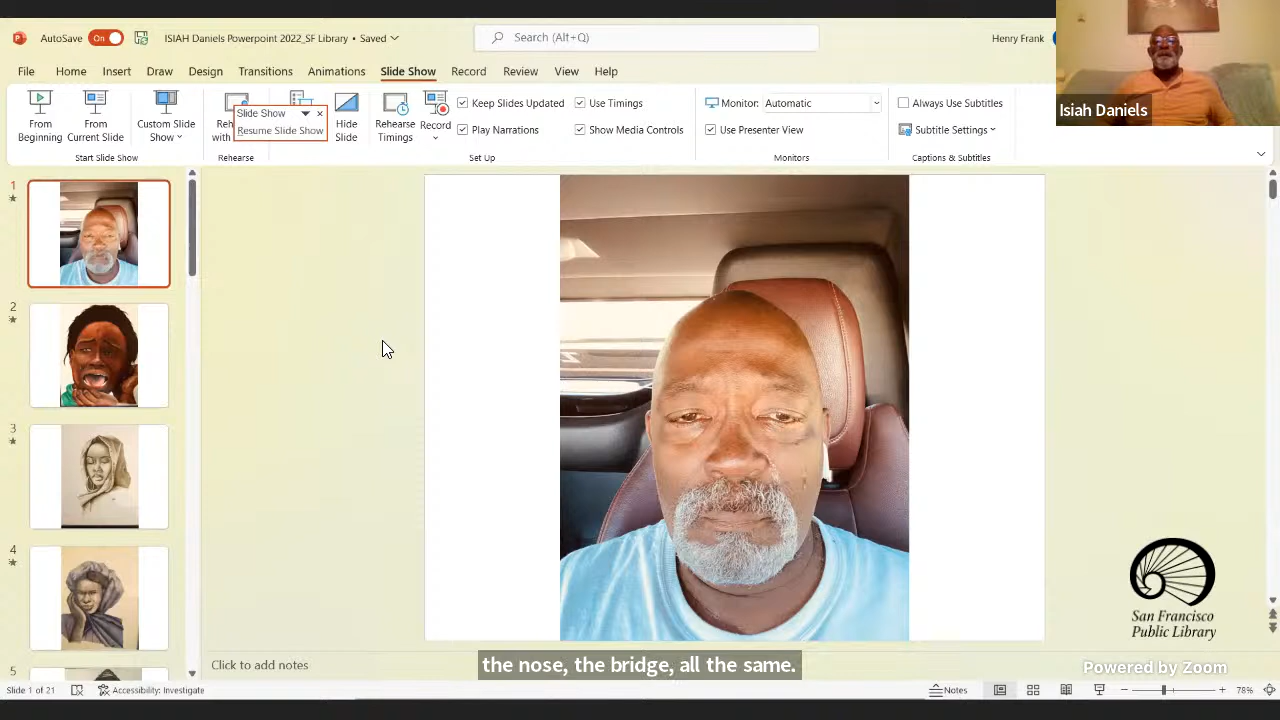 AutoSave On ISIAH Daniels Powerpoint 2022_SF Library • Saved Search (Alt+Q) Henry Frank
File Home Insert Draw Design Transitions Animations Slide Show Record Review View Help
From Beginning
From Current Slide
Custom Slide Show
Start Slide Show
Slide Show
Resume Slide Show
Rehearse
Hide Slide
Rehearse Timings
Record
Keep Slides Updated
Play Narrations
Use Timings
Show Media Controls
Set Up
Monitor: Automatic
Use Presenter View
Monitors
Always Use Subtitles
Subtitle Settings
Captions & Subtitles
Isiah Daniels
1
2
3
4
5
San Francisco
Public Library
Click to add notes
the nose, the bridge, all the same.
Powered by Zoom
Slide 1 of 21 Accessibility: Investigate Notes 78%